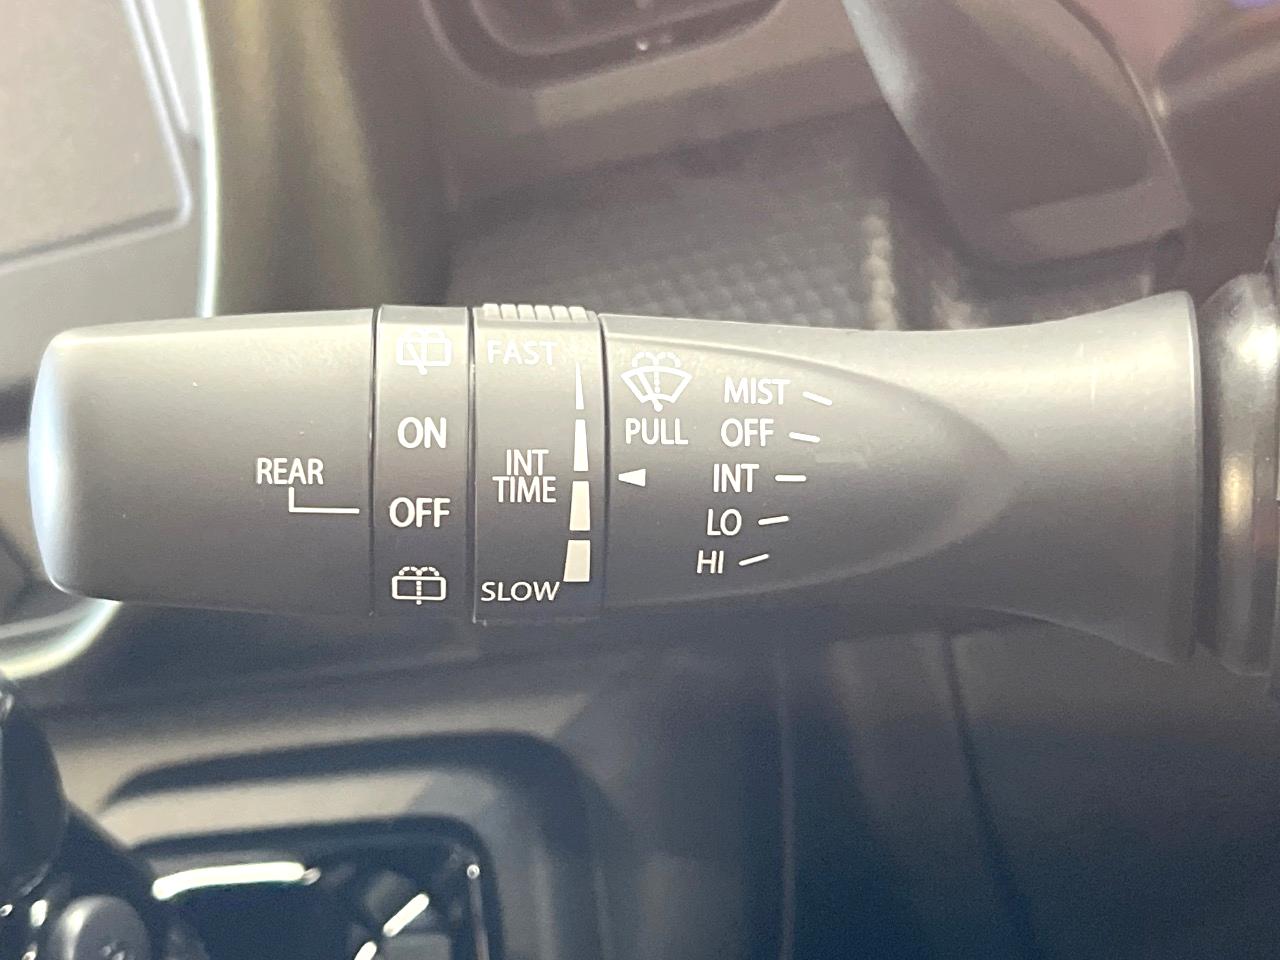 FAST
MIST
ON
PULL
OFF
REAR
INT
TIME
INT
OFF
LO
HI
SLOW